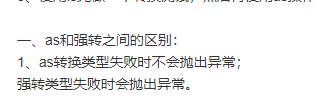 一、as和强转之间的区别：
1、as转换类型失败时不会抛出异常；
强转类型失败时会抛出异常。